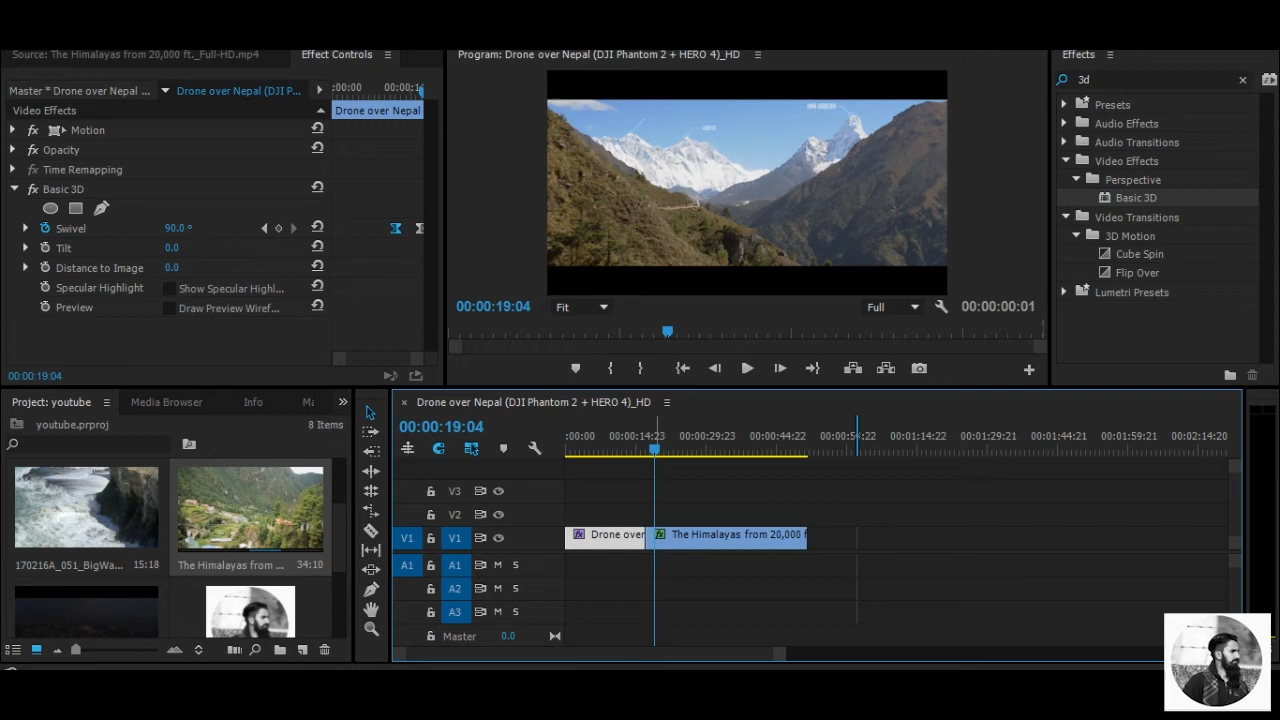 Source: The Himalayas from 20,000 ft._Full-HD.mp4
Effect Controls
Master * Drone over Nepal ...
Drone over Nepal (DJI P...
Video Effects
Motion
Opacity
Time Remapping
Basic 3D
Swivel 90.0 °
Tilt 0.0
Distance to Image 0.0
Specular Highlight Show Specular Highl...
Preview Draw Preview Wiref...
00:00:19:04
:00:00 00:00:1
Drone over Nepal
Program: Drone over Nepal (DJI Phantom 2 + HERO 4)_HD
00:00:19:04 Fit Full 00:00:00:01
Effects
3d
Presets
Audio Effects
Audio Transitions
Video Effects
Perspective
Basic 3D
Video Transitions
3D Motion
Cube Spin
Flip Over
Lumetri Presets
Project: youtube Media Browser Info Ma
youtube.prproj 8 Items
170216A_051_BigWa... 15:18
The Himalayas from ... 34:10
× Drone over Nepal (DJI Phantom 2 + HERO 4)_HD
00:00:19:04
:00:00 00:00:14:23 00:00:29:23 00:00:44:22 00:00:54:22 00:01:14:22 00:01:29:21 00:01:44:21 00:01:59:21 00:02:14:20
V3
V2
V1 V1
Drone over
The Himalayas from 20,000 f
A1 A1 M S
A2 M S
A3 M S
Master 0.0